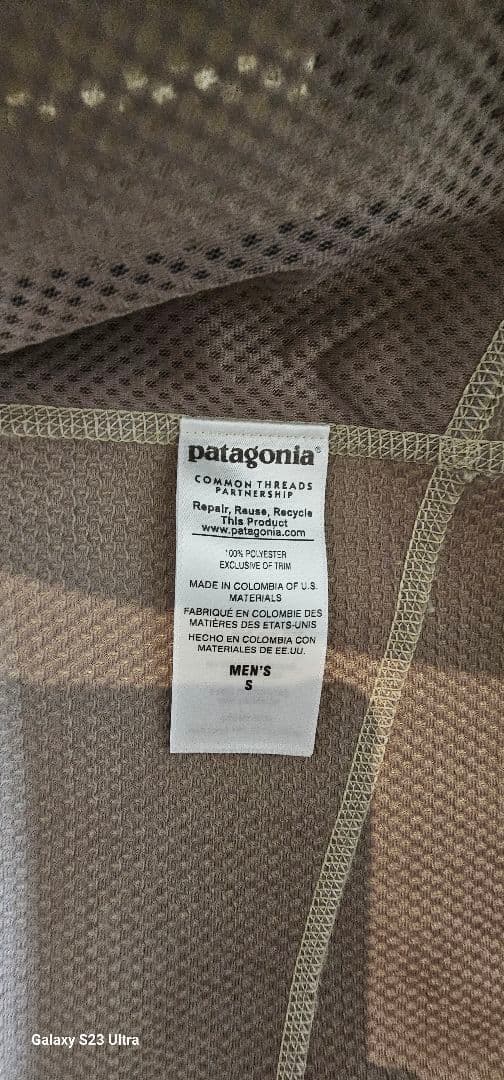 patagonia®
COMMON THREADS
PARTNERSHIP
Repair, Reuse, Recycle
This Product
www.patagonia.com
100% POLYESTER
EXCLUSIVE OF TRIM
MADE IN COLOMBIA OF U.S.
MATERIALS
FABRIQUÉ EN COLOMBIE DES
MATIÈRES DES ETATS-UNIS
HECHO EN COLOMBIA CON
MATERIALES DE EE.UU.
MEN'S
S
Galaxy S23 Ultra